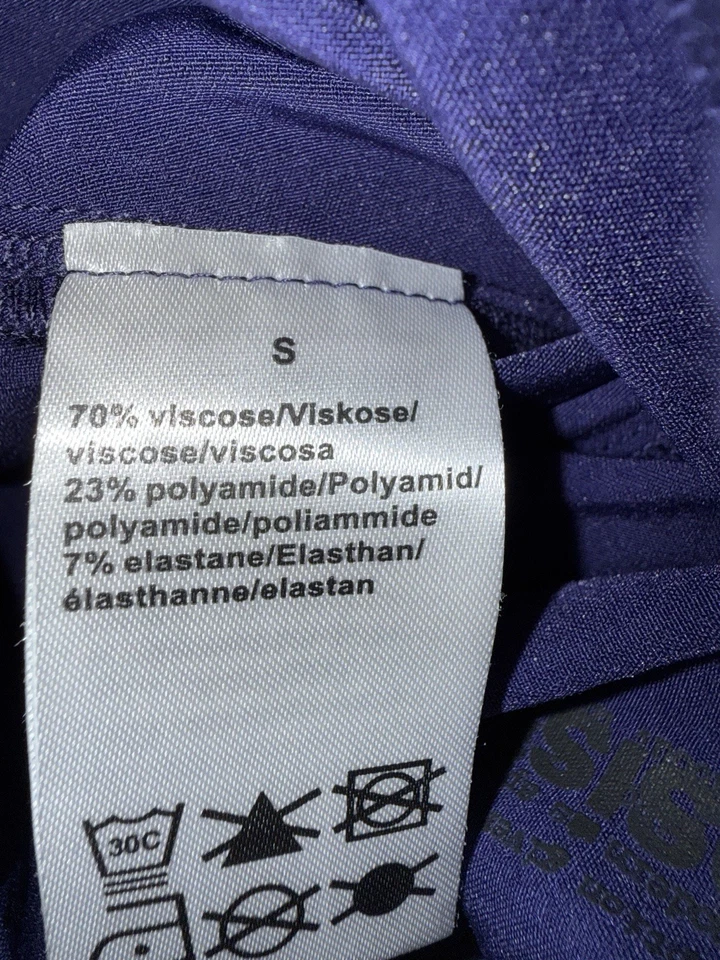 S
70% viscose/Viskose/
viscose/viscosa
23% polyamide/Polyamid/
polyamide/poliammide
7% elastane/Elasthan/
élasthanne/elastan
30C